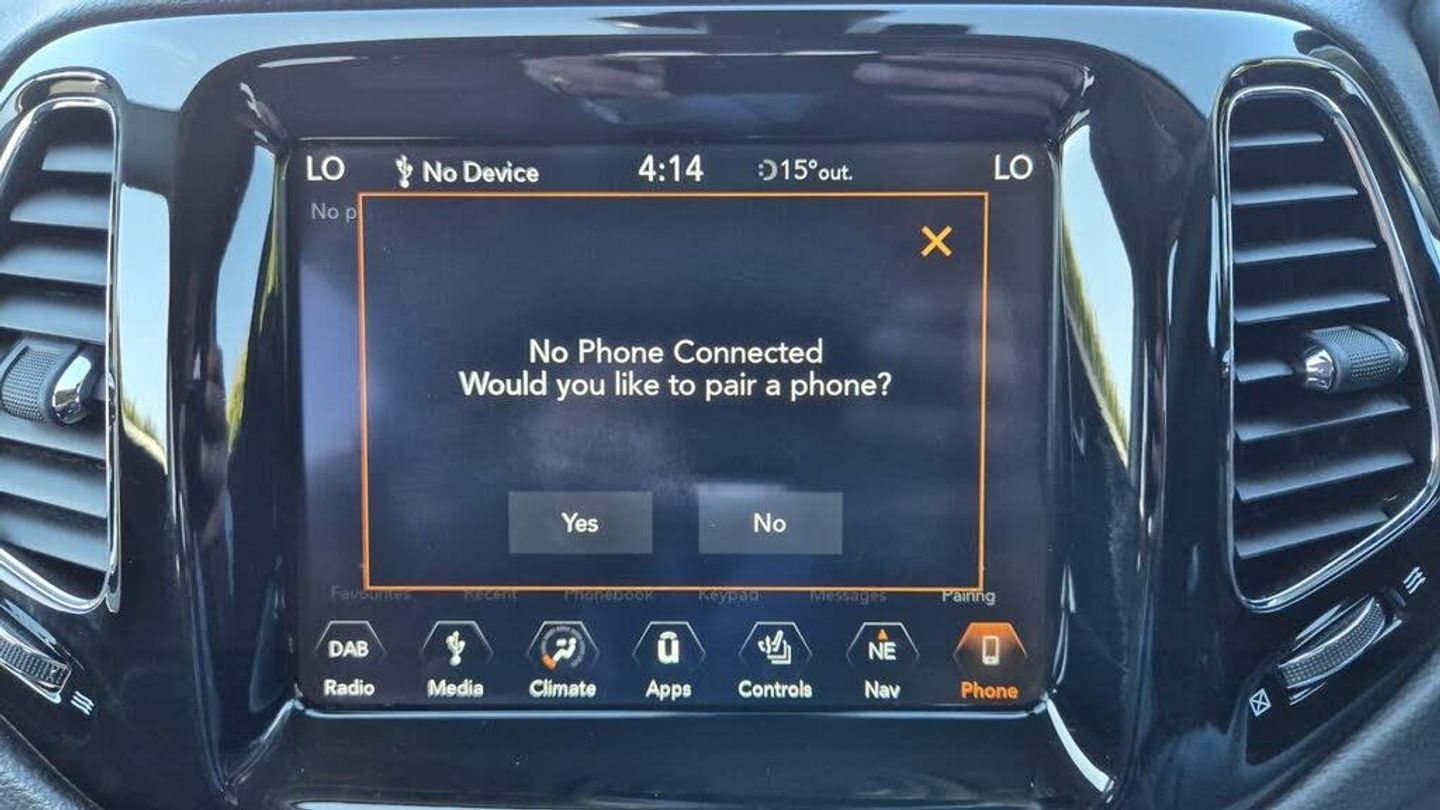 LO No Device 4:14 15°out. LO
No p
No Phone Connected
Would you like to pair a phone?
Yes No
Favourites Recent Phonebook Keypad Messages Pairing
DAB NE
Radio Media Climate Apps Controls Nav Phone